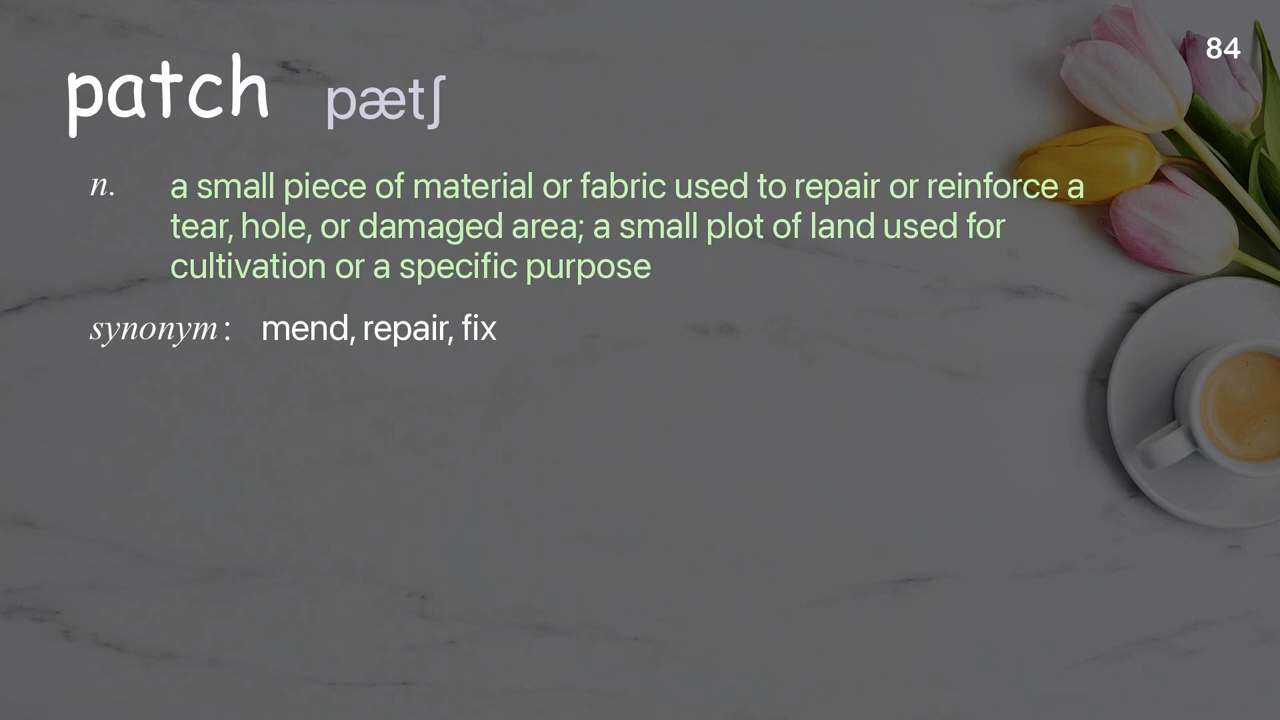 84
patch pætʃ
n. a small piece of material or fabric used to repair or reinforce a
tear, hole, or damaged area; a small plot of land used for
cultivation or a specific purpose
synonym: mend, repair, fix